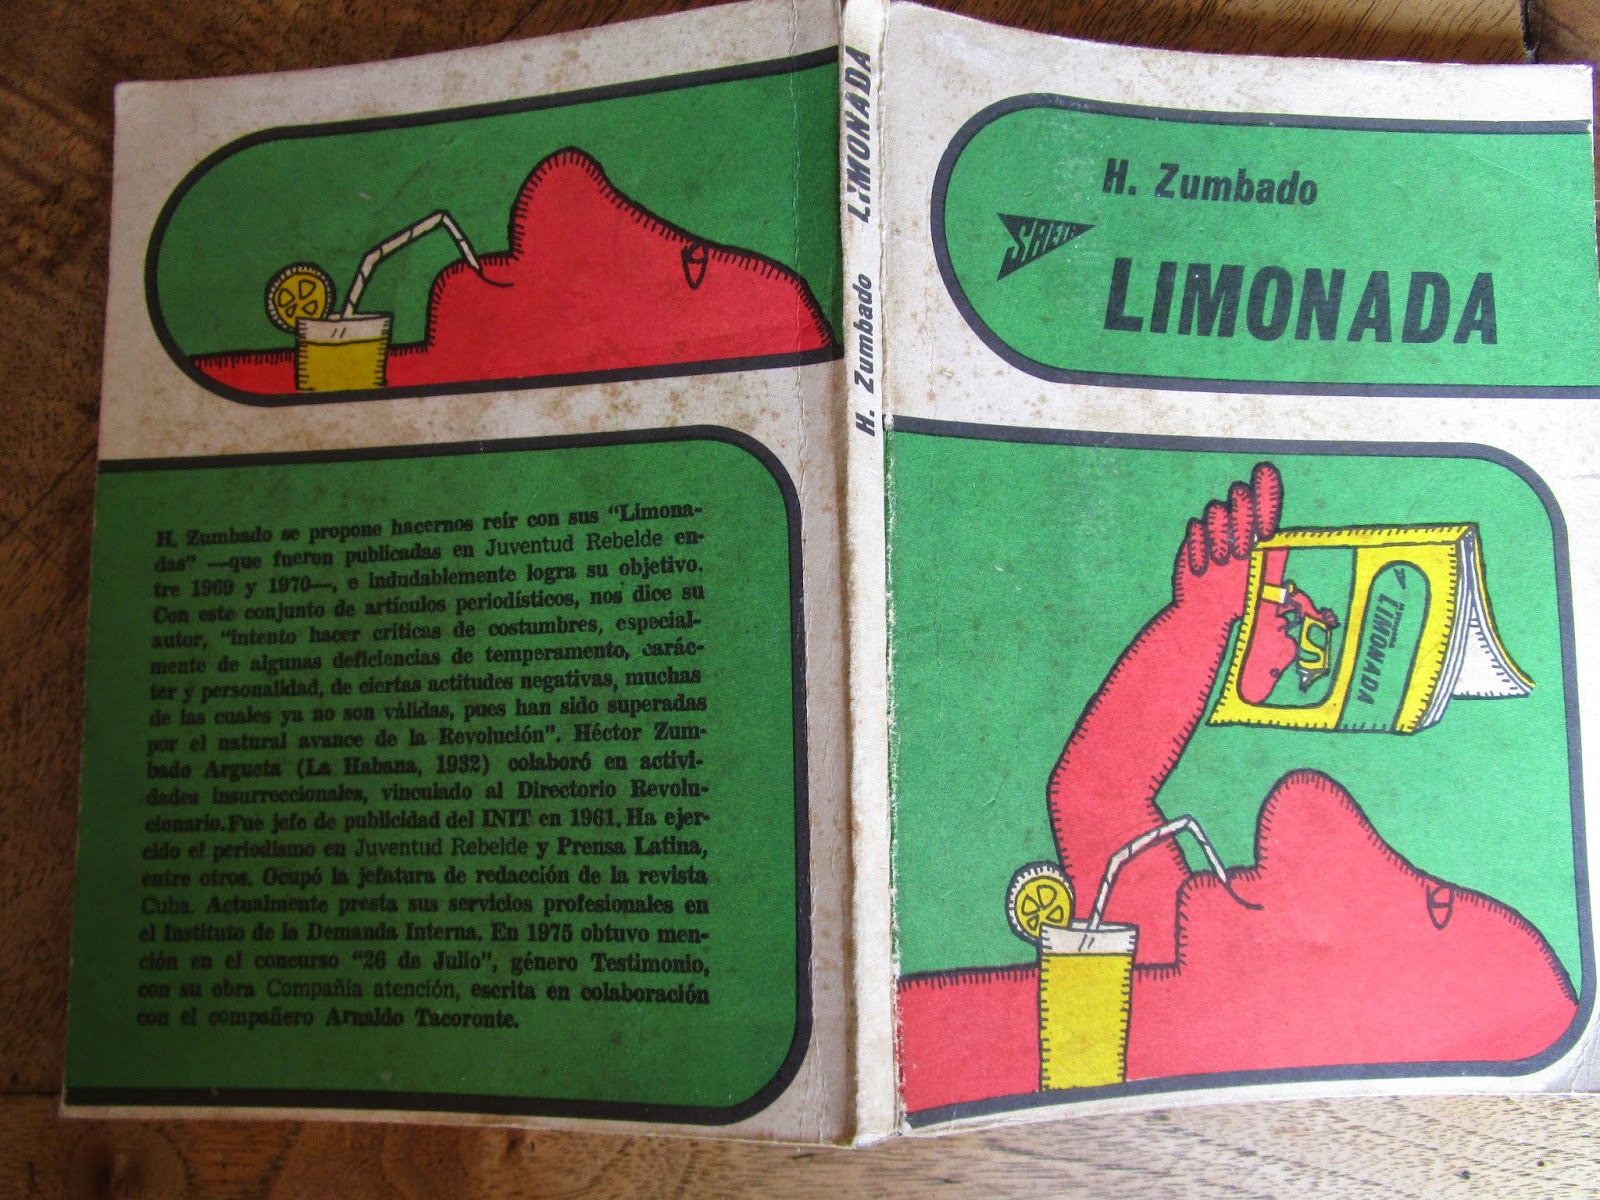 H. Zumbado se propone hacernos reír con sus "Limona-
das" —que fueron publicadas en Juventud Rebelde en-
tre 1969 y 1970—, e indudablemente logra su objetivo.
Con este conjunto de artículos periodísticos, nos dice su
autor, "intento hacer críticas de costumbres, especial-
mente de algunas deficiencias de temperamento, carác-
ter y personalidad, de ciertas actitudes negativas, muchas
de las cuales ya no son válidas, pues han sido superadas
por el natural avance de la Revolución". Héctor Zum-
bado Argueta (La Habana, 1932) colaboró en activi-
dades insurreccionales, vinculado al Directorio Revolu-
cionario. Fue jefe de publicidad del INIT en 1961. Ha ejer-
cido el periodismo en Juventud Rebelde y Prensa Latina,
entre otros. Ocupó la jefatura de redacción de la revista
Cuba. Actualmente presta sus servicios profesionales en
el Instituto de la Demanda Interna. En 1975 obtuvo men-
ción en el concurso "26 de Julio", género Testimonio,
con su obra Compañía atención, escrita en colaboración
con el compañero Arnaldo Tacoronte.
H. Zumbado LIMONADA
H. Zumbado
SAETA
LIMONADA
LIMONADA